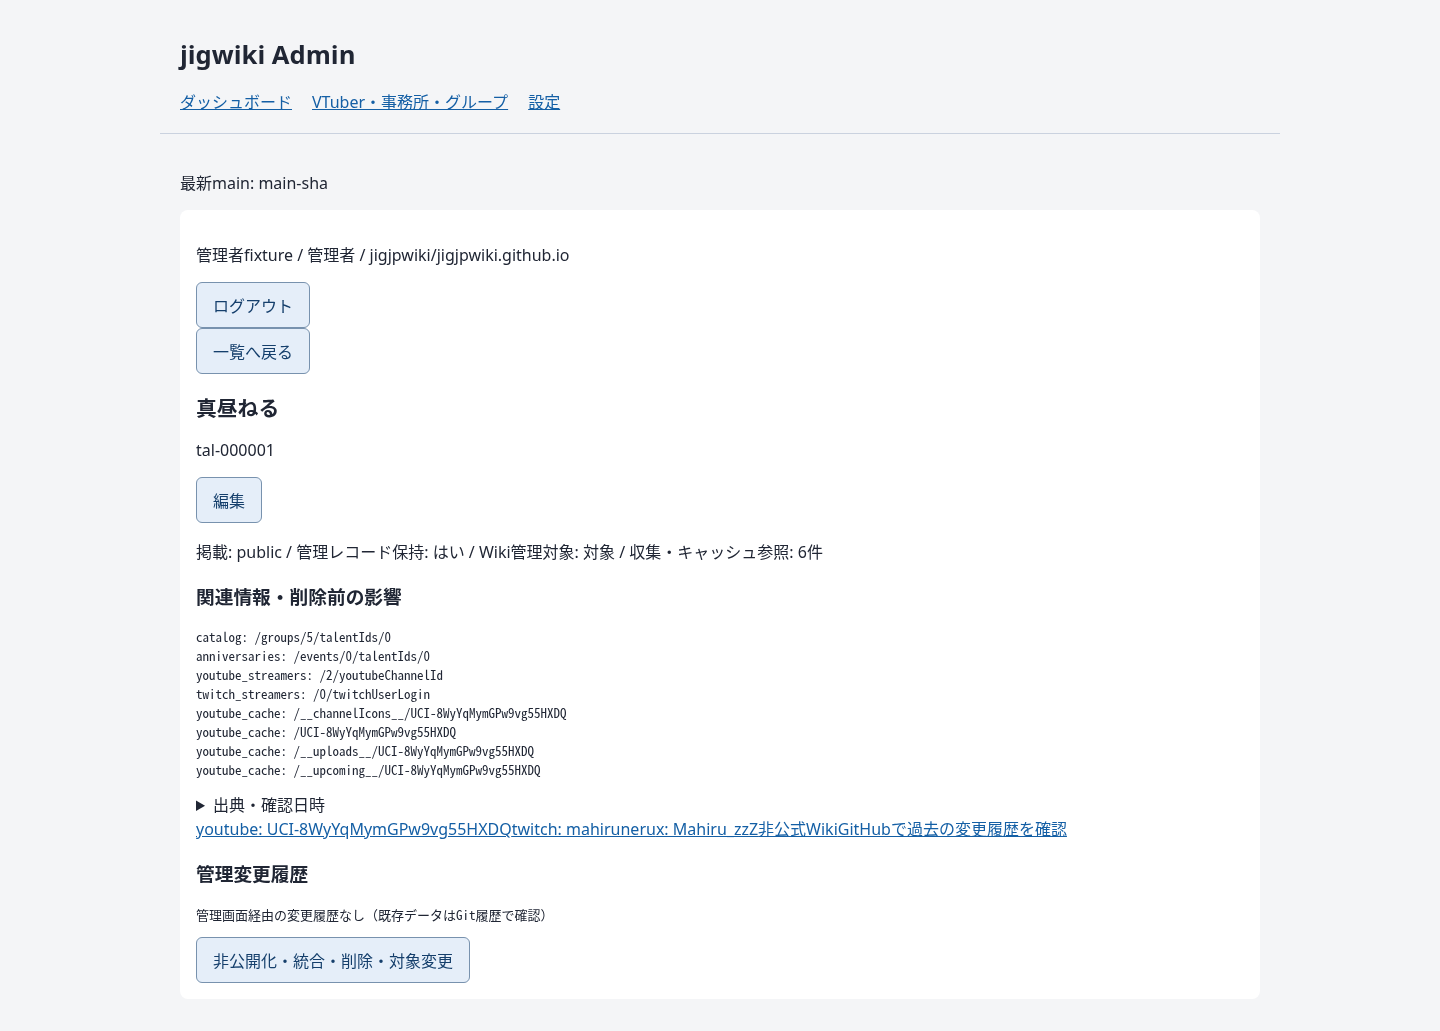 jigwiki Admin
ダッシュボード VTuber・事務所・グループ 設定
最新main: main-sha
管理者fixture / 管理者 / jigjpwiki/jigjpwiki.github.io
ログアウト
一覧へ戻る
真昼ねる
tal-000001
編集
掲載: public / 管理レコード保持: はい / Wiki管理対象: 対象 / 収集・キャッシュ参照: 6件
関連情報・削除前の影響
catalog: /groups/5/talentIds/0
anniversaries: /events/0/talentIds/0
youtube_streamers: /2/youtubeChannelId
twitch_streamers: /0/twitchUserLogin
youtube_cache: /__channelIcons__/UCI-8WyYqMymGPw9vg55HXDQ
youtube_cache: /UCI-8WyYqMymGPw9vg55HXDQ
youtube_cache: /__uploads__/UCI-8WyYqMymGPw9vg55HXDQ
youtube_cache: /__upcoming__/UCI-8WyYqMymGPw9vg55HXDQ
▶ 出典・確認日時
youtube: UCI-8WyYqMymGPw9vg55HXDQtwitch: mahirunerux: Mahiru_zzZ非公式WikiGitHubで過去の変更履歴を確認
管理変更履歴
管理画面経由の変更履歴なし（既存データはGit履歴で確認）
非公開化・統合・削除・対象変更